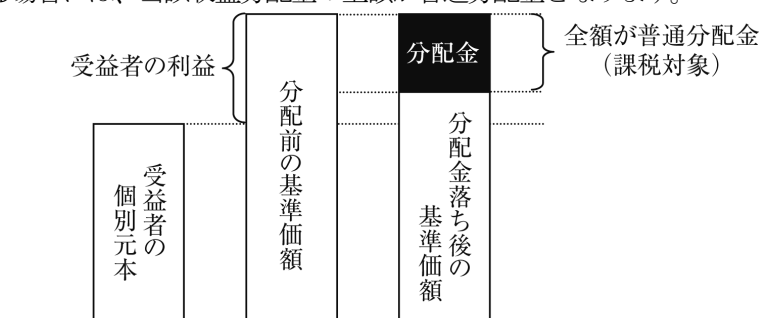 受益者の利益
分配金
全額が普通分配金
（課税対象）
分配前の基準価額
受益者の
個別元本
分配金落ち後の
基準価額